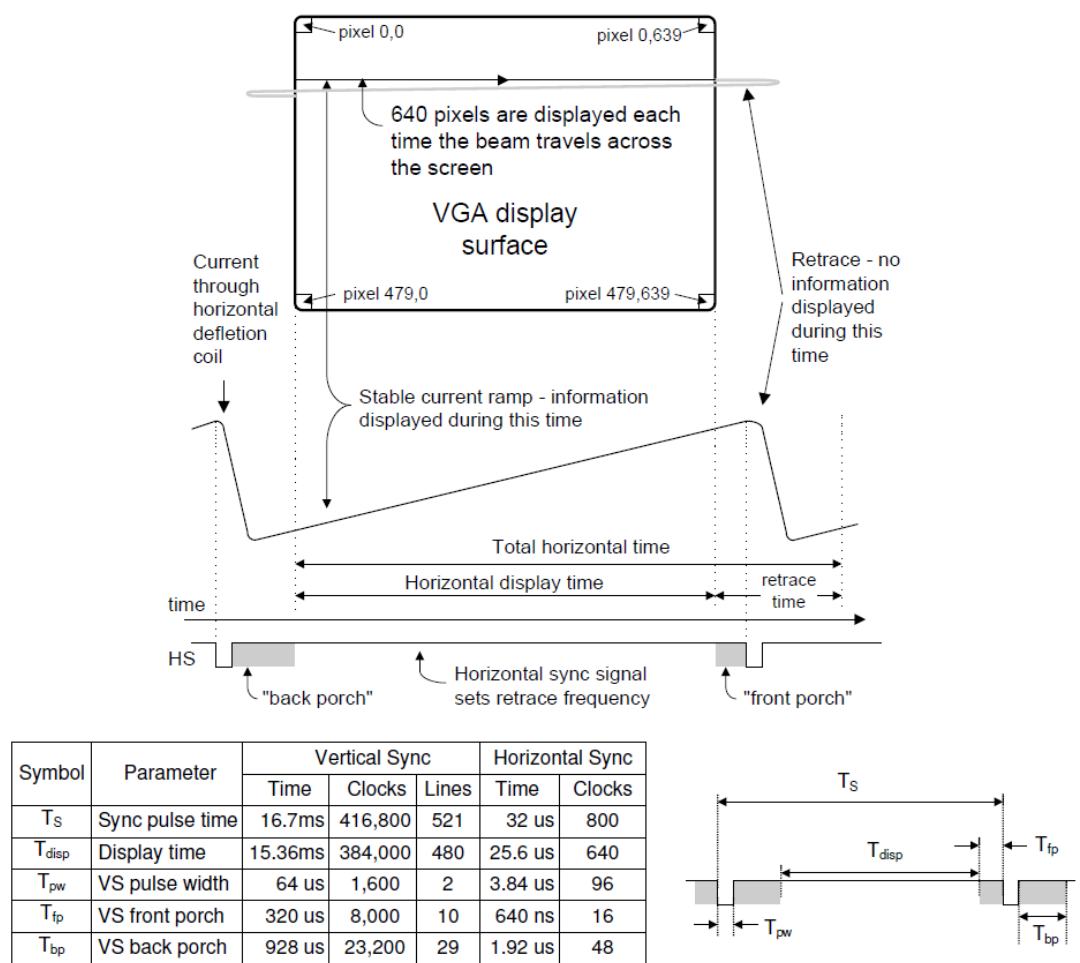 pixel 0,0
pixel 0,639
640 pixels are displayed each
time the beam travels across
the screen
VGA display
surface
pixel 479,0
pixel 479,639
Current
through
horizontal
defletion
coil
Retrace - no
information
displayed
during this
time
Stable current ramp - information
displayed during this time
Total horizontal time
Horizontal display time
retrace
time
time
HS
"back porch"
Horizontal sync signal
sets retrace frequency
"front porch"
Symbol Parameter Vertical Sync Horizontal Sync
Time Clocks Lines Time Clocks
TS Sync pulse time 16.7ms 416,800 521 32 us 800
Tdisp Display time 15.36ms 384,000 480 25.6 us 640
Tpw VS pulse width 64 us 1,600 2 3.84 us 96
Tfp VS front porch 320 us 8,000 10 640 ns 16
Tbp VS back porch 928 us 23,200 29 1.92 us 48
TS
Tdisp
Tfp
Tpw
Tbp